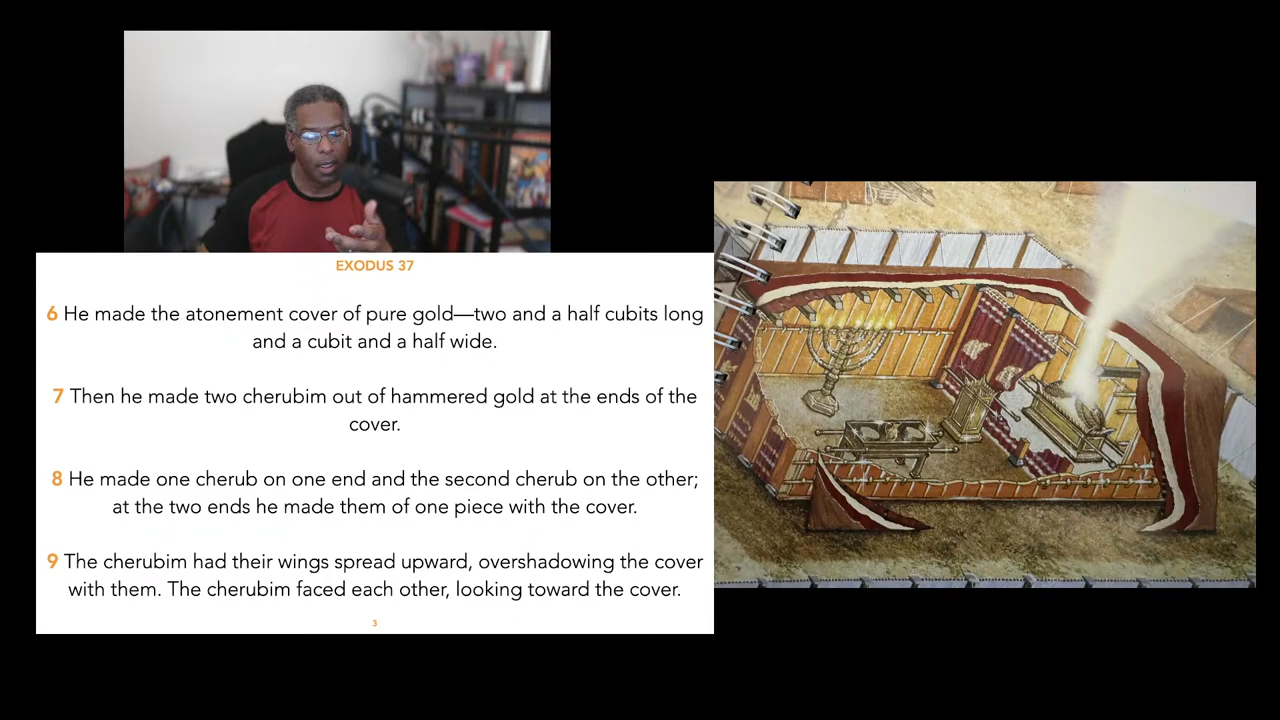 EXODUS 37
6 He made the atonement cover of pure gold—two and a half cubits long
and a cubit and a half wide.
7 Then he made two cherubim out of hammered gold at the ends of the
cover.
8 He made one cherub on one end and the second cherub on the other;
at the two ends he made them of one piece with the cover.
9 The cherubim had their wings spread upward, overshadowing the cover
with them. The cherubim faced each other, looking toward the cover.
3